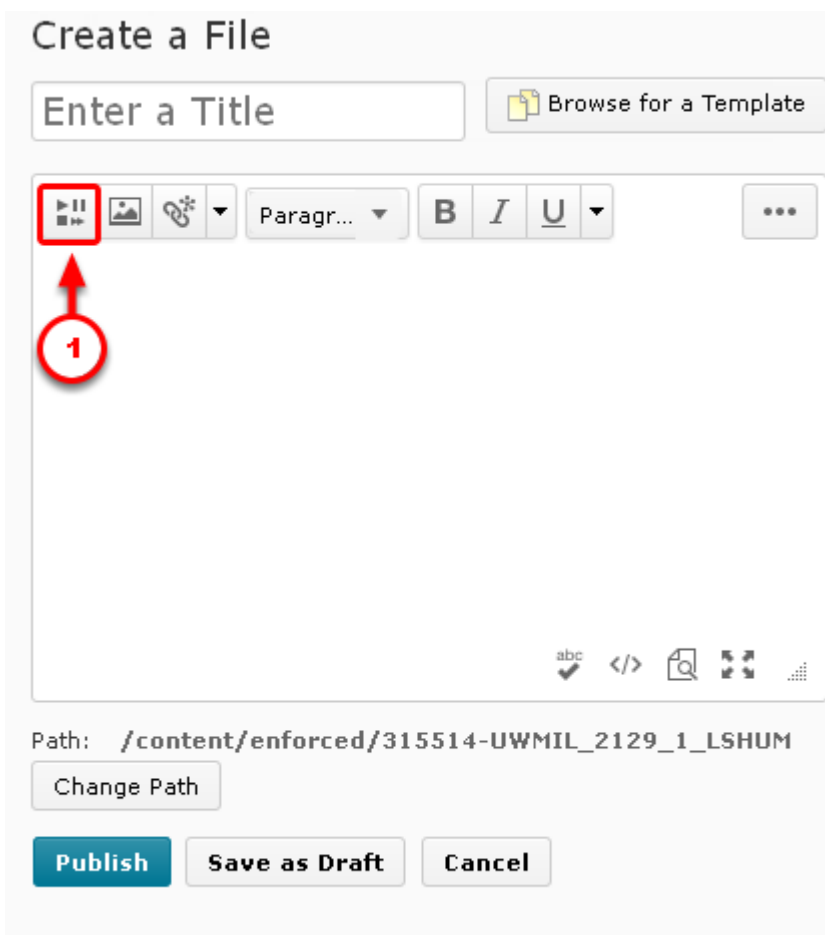 Create a File
Enter a Title
Browse for a Template
Paragr...
B I U
1
abc </>
Path: /content/enforced/315514-UWMIL_2129_1_LSHUM
Change Path
Publish Save as Draft Cancel